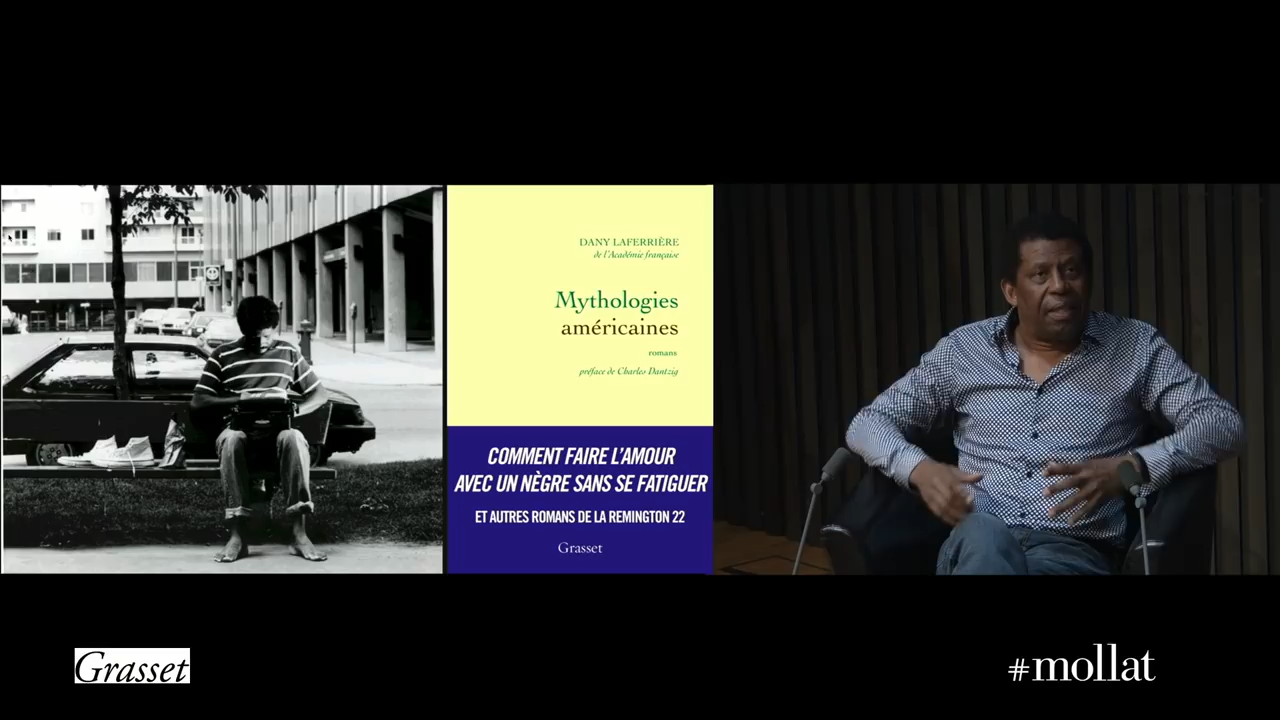 DANY LAFERRIÈRE
de l'Académie française
Mythologies
américaines
romans
préface de Charles Dantzig
COMMENT FAIRE L'AMOUR
AVEC UN NÈGRE SANS SE FATIGUER
ET AUTRES ROMANS DE LA REMINGTON 22
Grasset
Grasset
#mollat